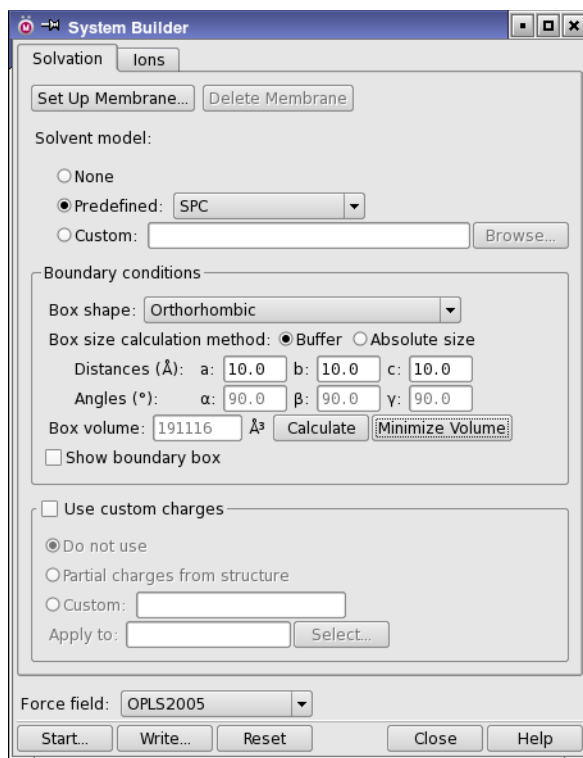 System Builder
Solvation Ions
Set Up Membrane... Delete Membrane
Solvent model:
None
Predefined: SPC
Custom: Browse...
Boundary conditions
Box shape: Orthorhombic
Box size calculation method: Buffer Absolute size
Distances (Å): a: 10.0 b: 10.0 c: 10.0
Angles (°): α: 90.0 β: 90.0 γ: 90.0
Box volume: 191116 Å³ Calculate Minimize Volume
Show boundary box
Use custom charges
Do not use
Partial charges from structure
Custom:
Apply to: Select...
Force field: OPLS2005
Start... Write... Reset Close Help